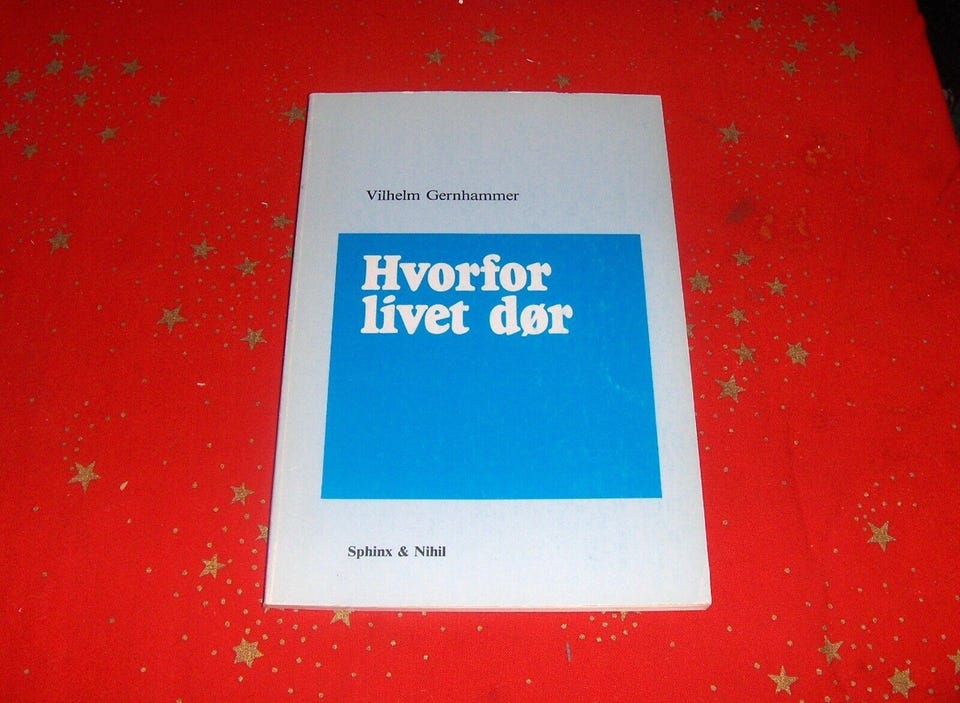 Vilhelm Gernhammer
Hvorfor
livet dør
Sphinx & Nihil